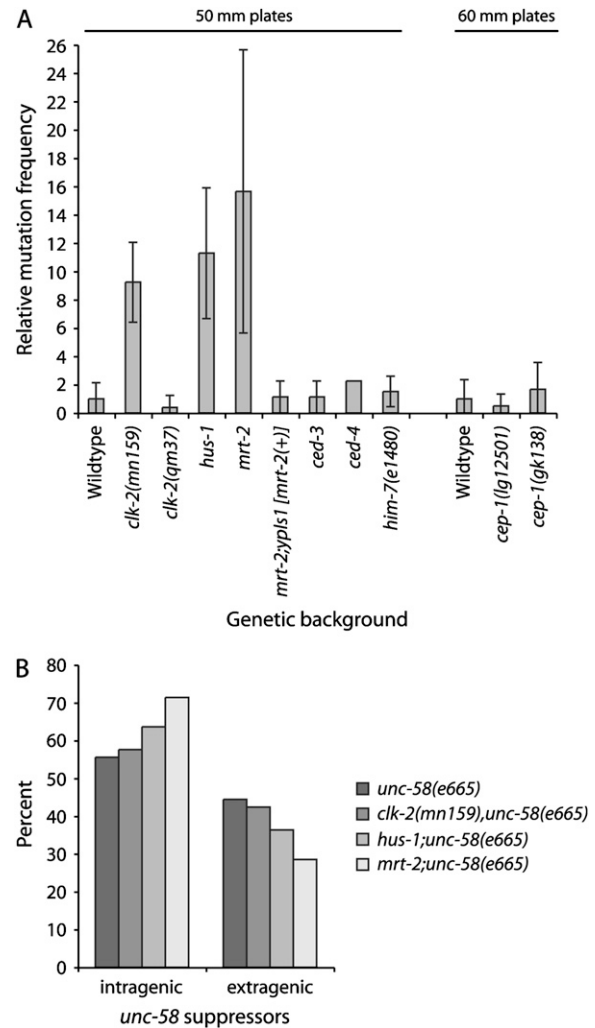 A
50 mm plates
60 mm plates
Relative mutation frequency
26
24
22
20
18
16
14
12
10
8
6
4
2
0
Wildtype
clk-2(mn159)
clk-2(qm37)
hus-1
mrt-2
mrt-2;ypls1 [mrt-2(+)]
ced-3
ced-4
him-7(e1480)
Wildtype
cep-1(lg12501)
cep-1(gk138)
Genetic background
B
Percent
80
70
60
50
40
30
20
10
0
intragenic
extragenic
unc-58 suppressors
unc-58(e665)
clk-2(mn159),unc-58(e665)
hus-1;unc-58(e665)
mrt-2;unc-58(e665)